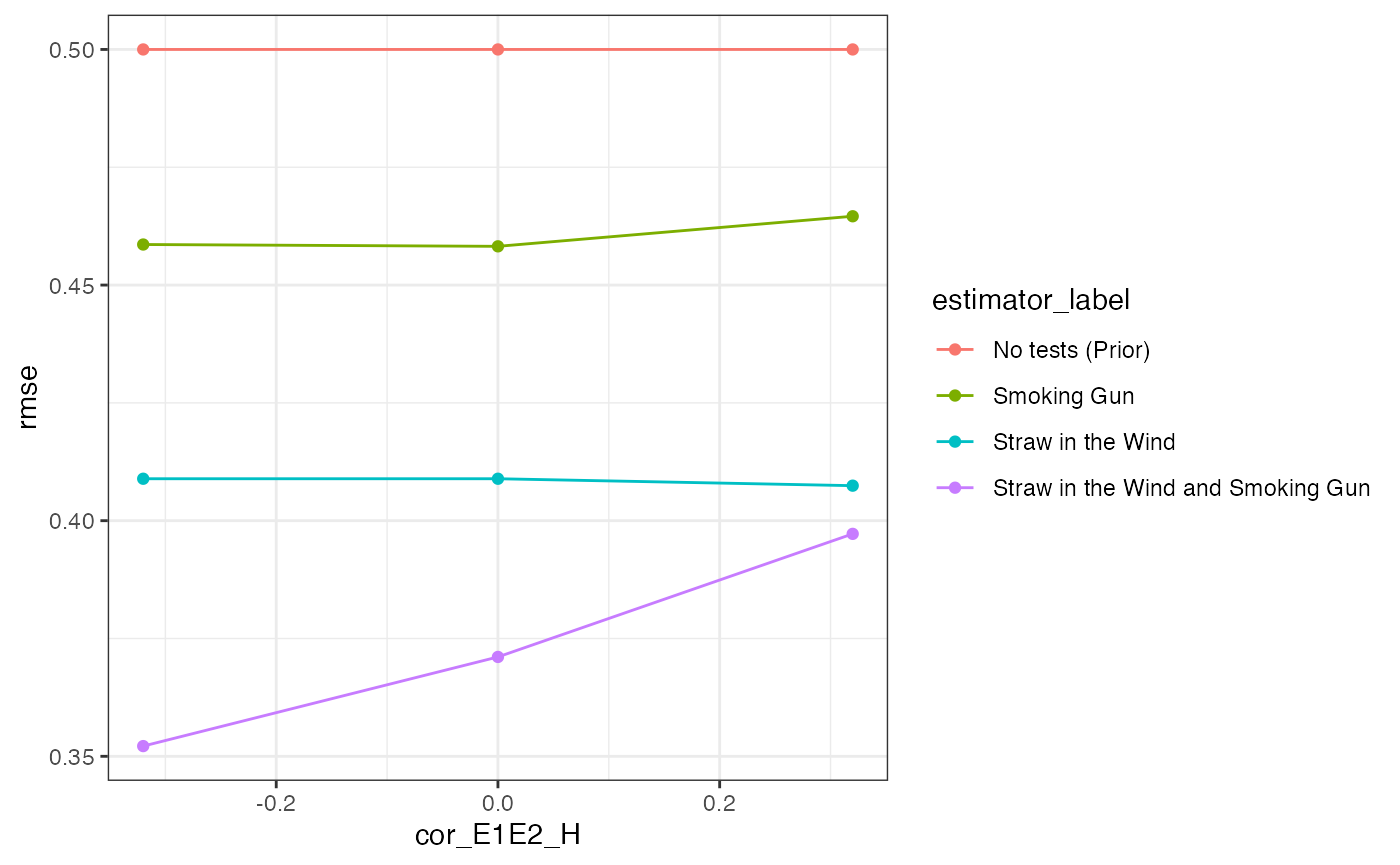 0.50
0.45
0.40
0.35
rmse
-0.2
0.0
0.2
cor_E1E2_H
estimator_label
No tests (Prior)
Smoking Gun
Straw in the Wind
Straw in the Wind and Smoking Gun